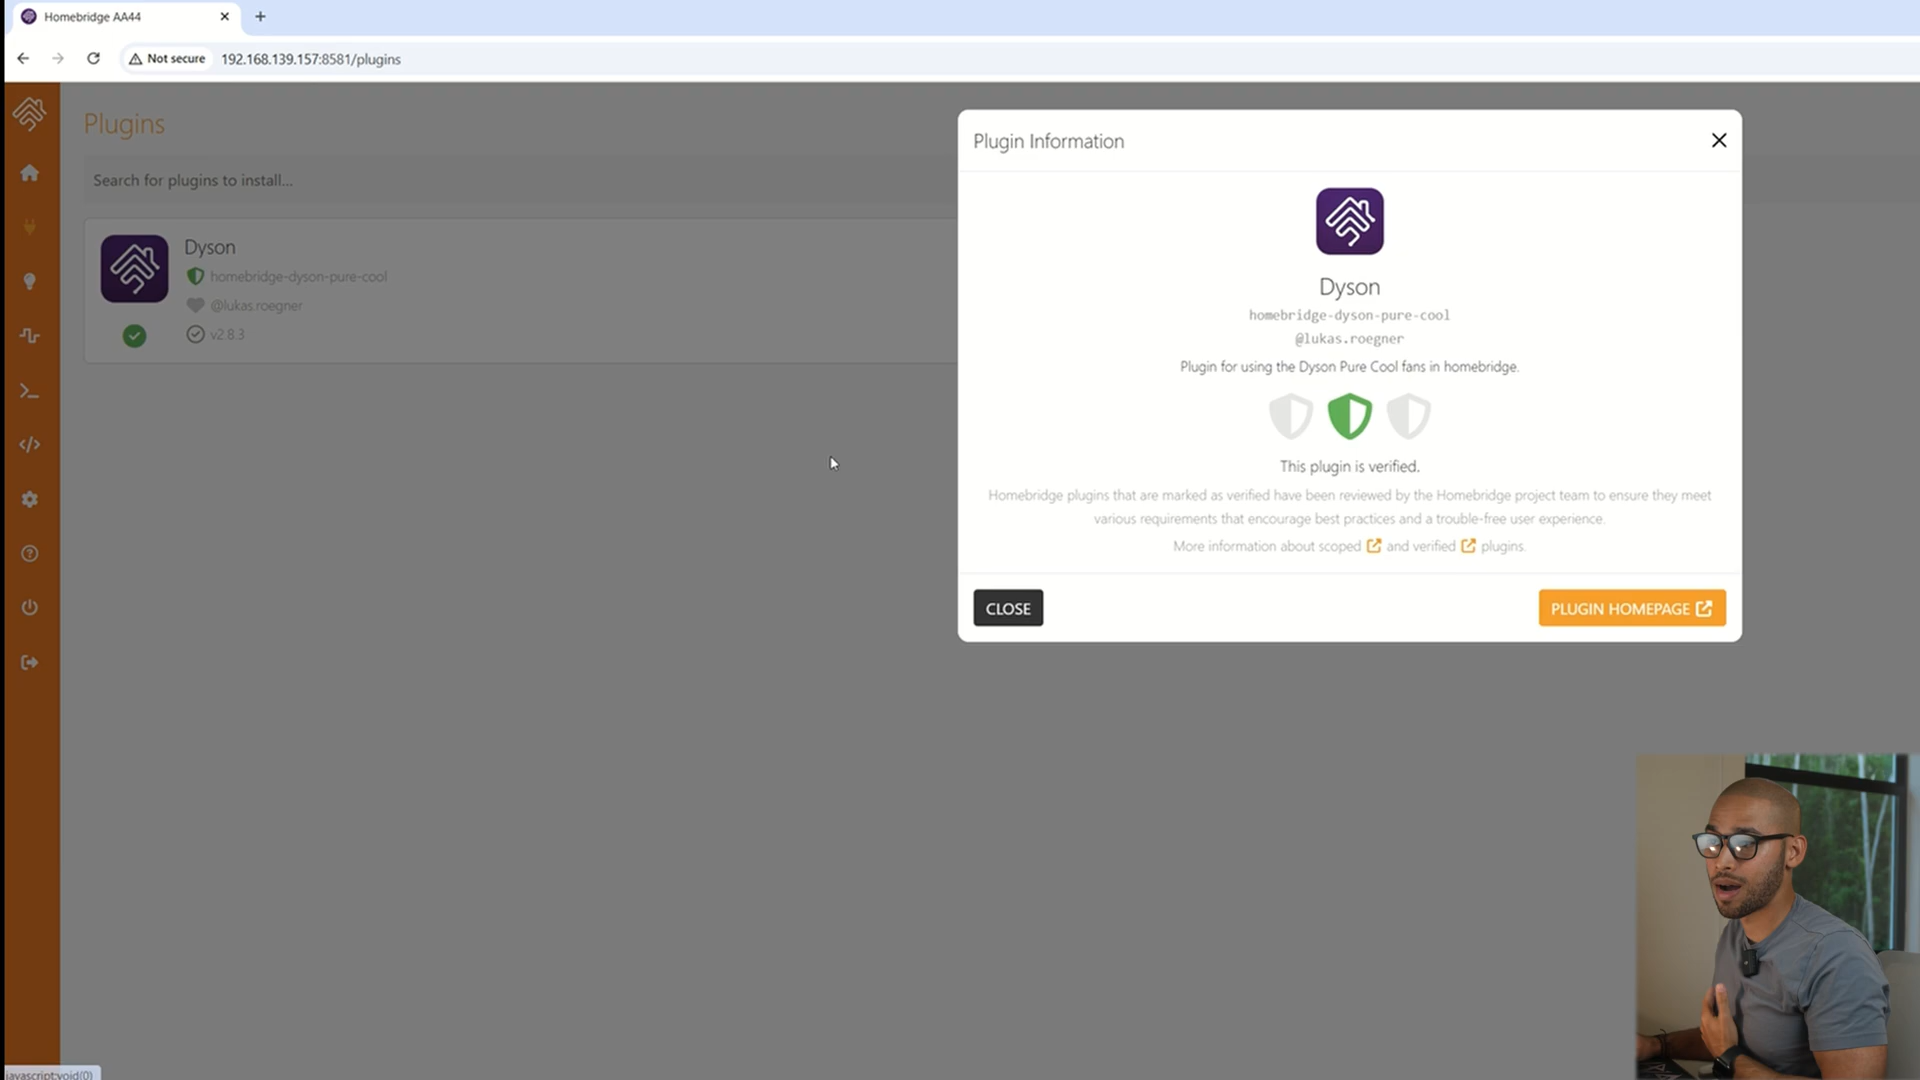 Homebridge AA44
Not secure
192.168.139.157:8581/plugins
Plugins
Search for plugins to install...
Dyson
homebridge-dyson-pure-cool
@lukas.roegner
v2.8.3
Plugin Information
Dyson
homebridge-dyson-pure-cool
@lukas.roegner
Plugin for using the Dyson Pure Cool fans in homebridge.
This plugin is verified.
Homebridge plugins that are marked as verified have been reviewed by the Homebridge project team to ensure they meet
various requirements that encourage best practices and a trouble-free user experience.
More information about scoped and verified plugins.
CLOSE
PLUGIN HOMEPAGE
javascript:void(0)